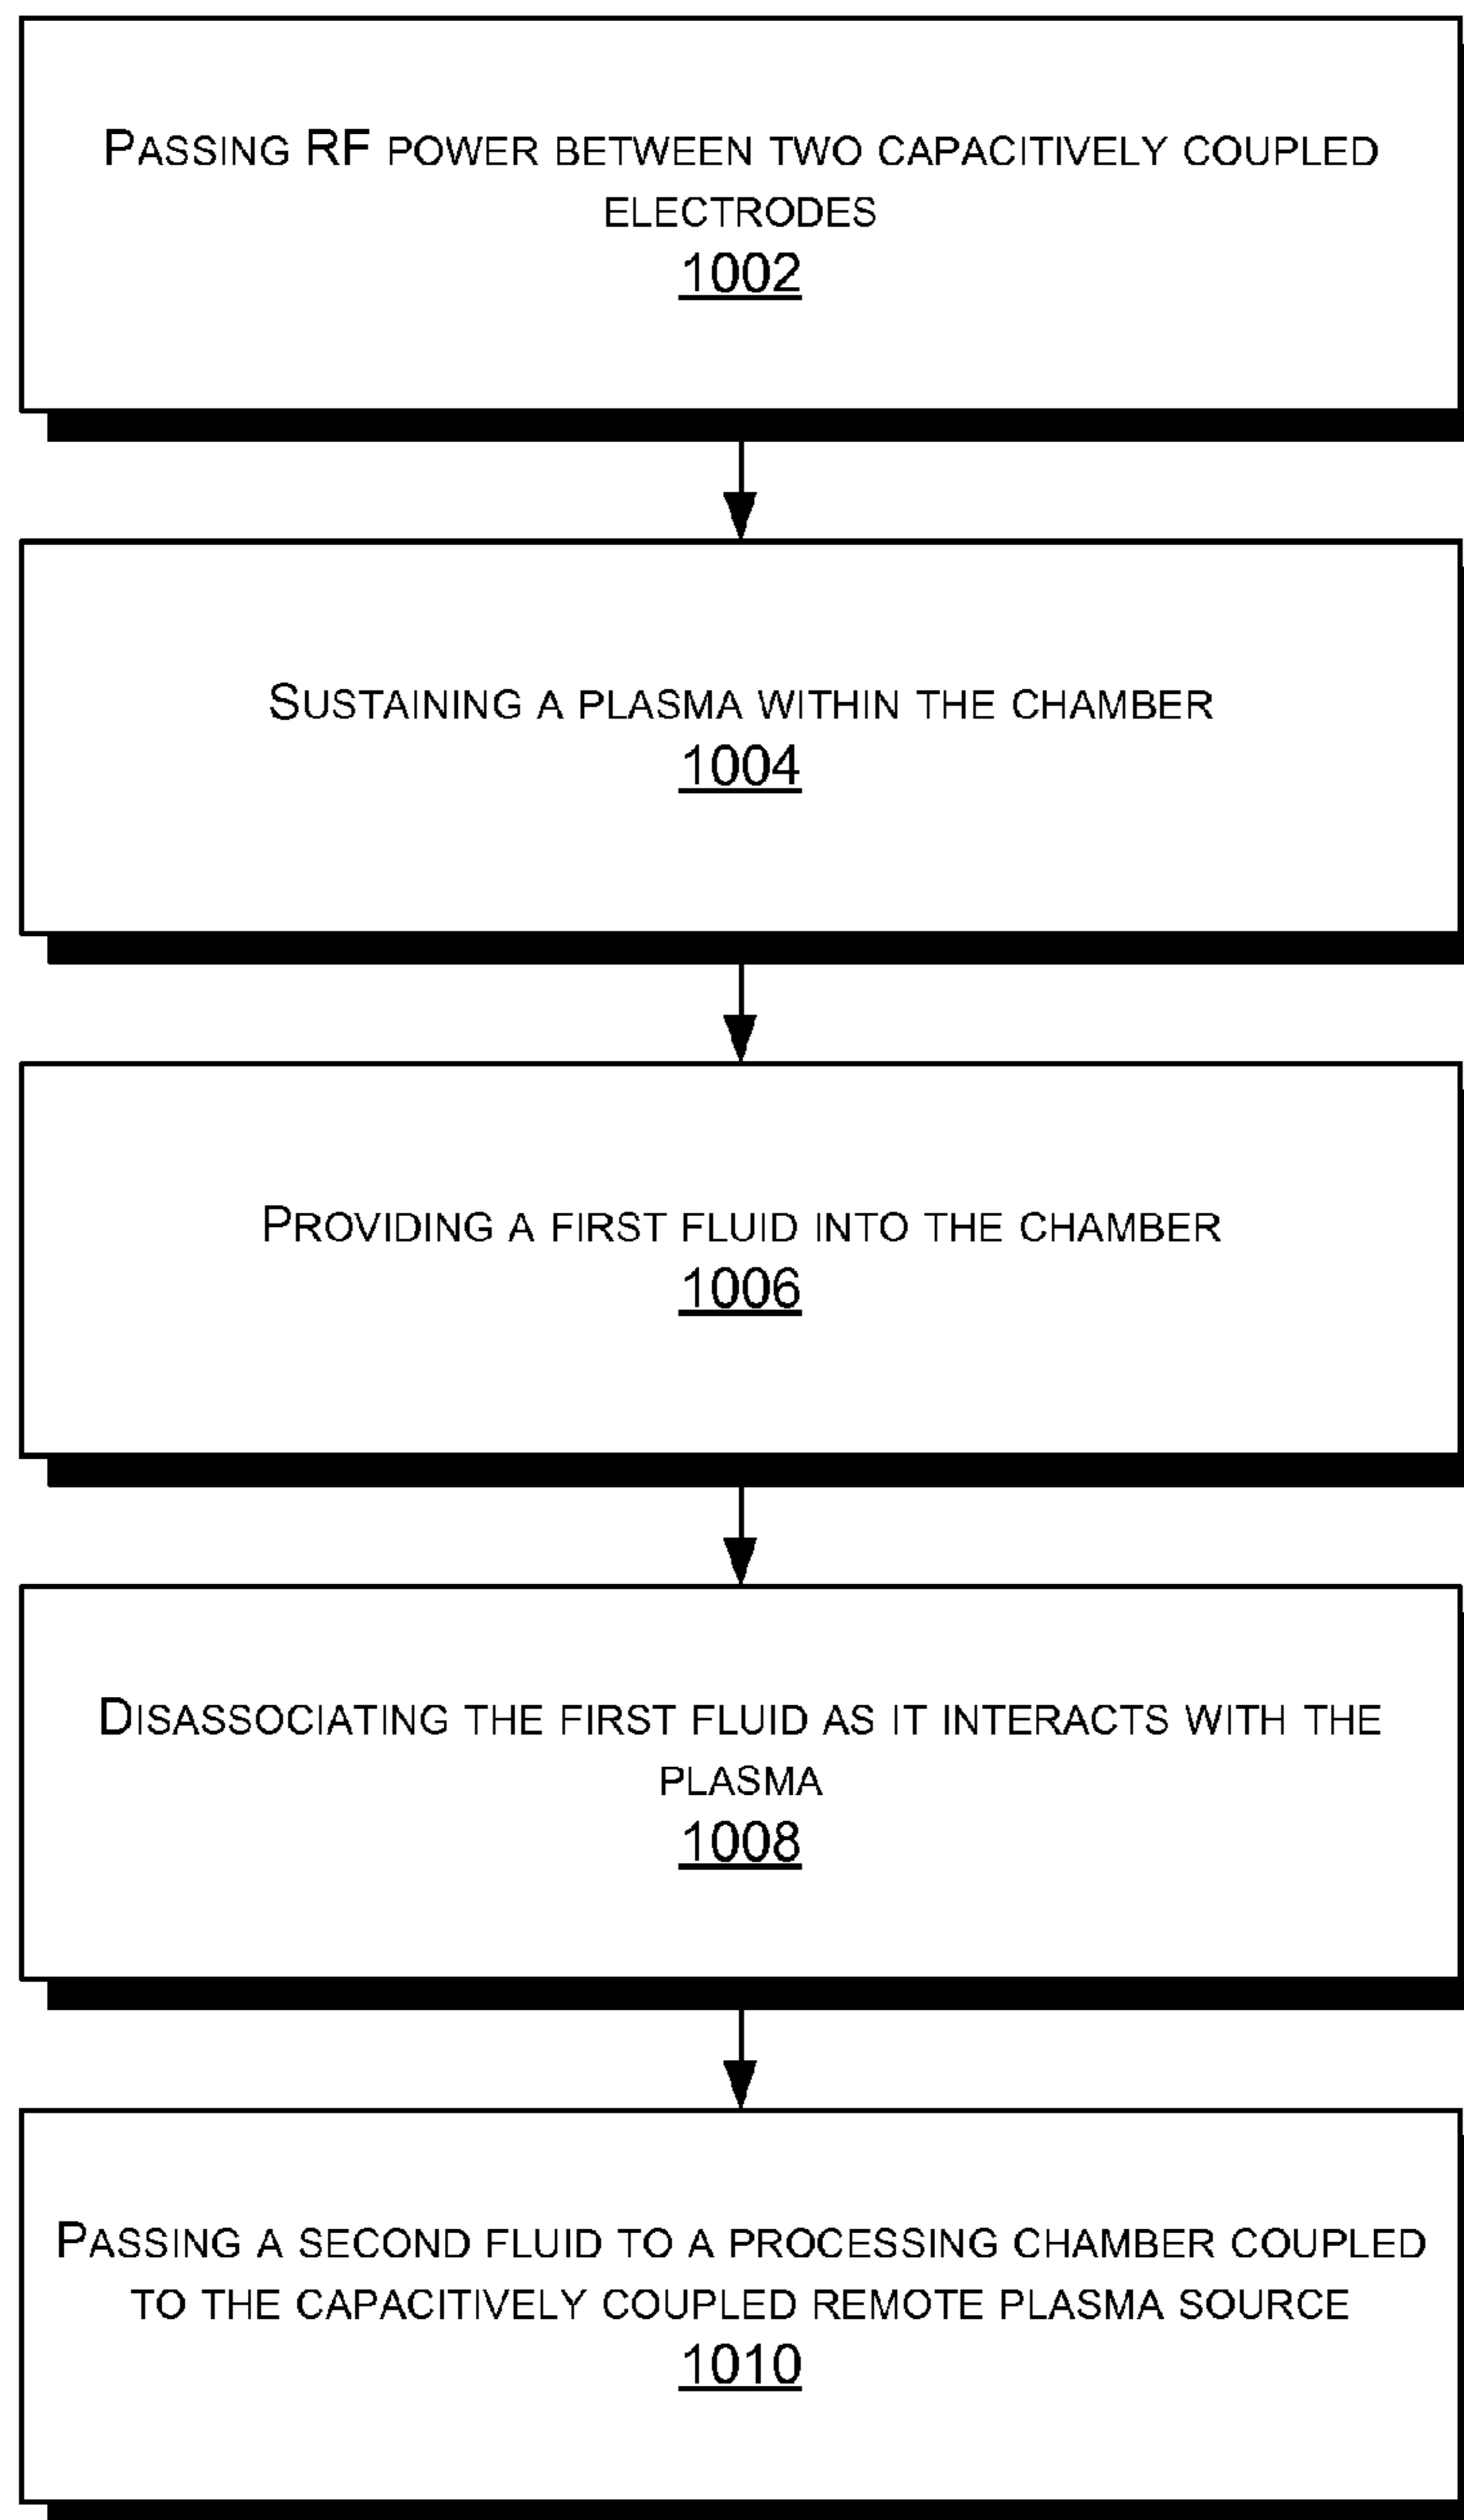 PASSING RF POWER BETWEEN TWO CAPACITIVELY COUPLED
ELECTRODES
1002
SUSTAINING A PLASMA WITHIN THE CHAMBER
1004
PROVIDING A FIRST FLUID INTO THE CHAMBER
1006
DISASSOCIATING THE FIRST FLUID AS IT INTERACTS WITH THE
PLASMA
1008
PASSING A SECOND FLUID TO A PROCESSING CHAMBER COUPLED
TO THE CAPACITIVELY COUPLED REMOTE PLASMA SOURCE
1010